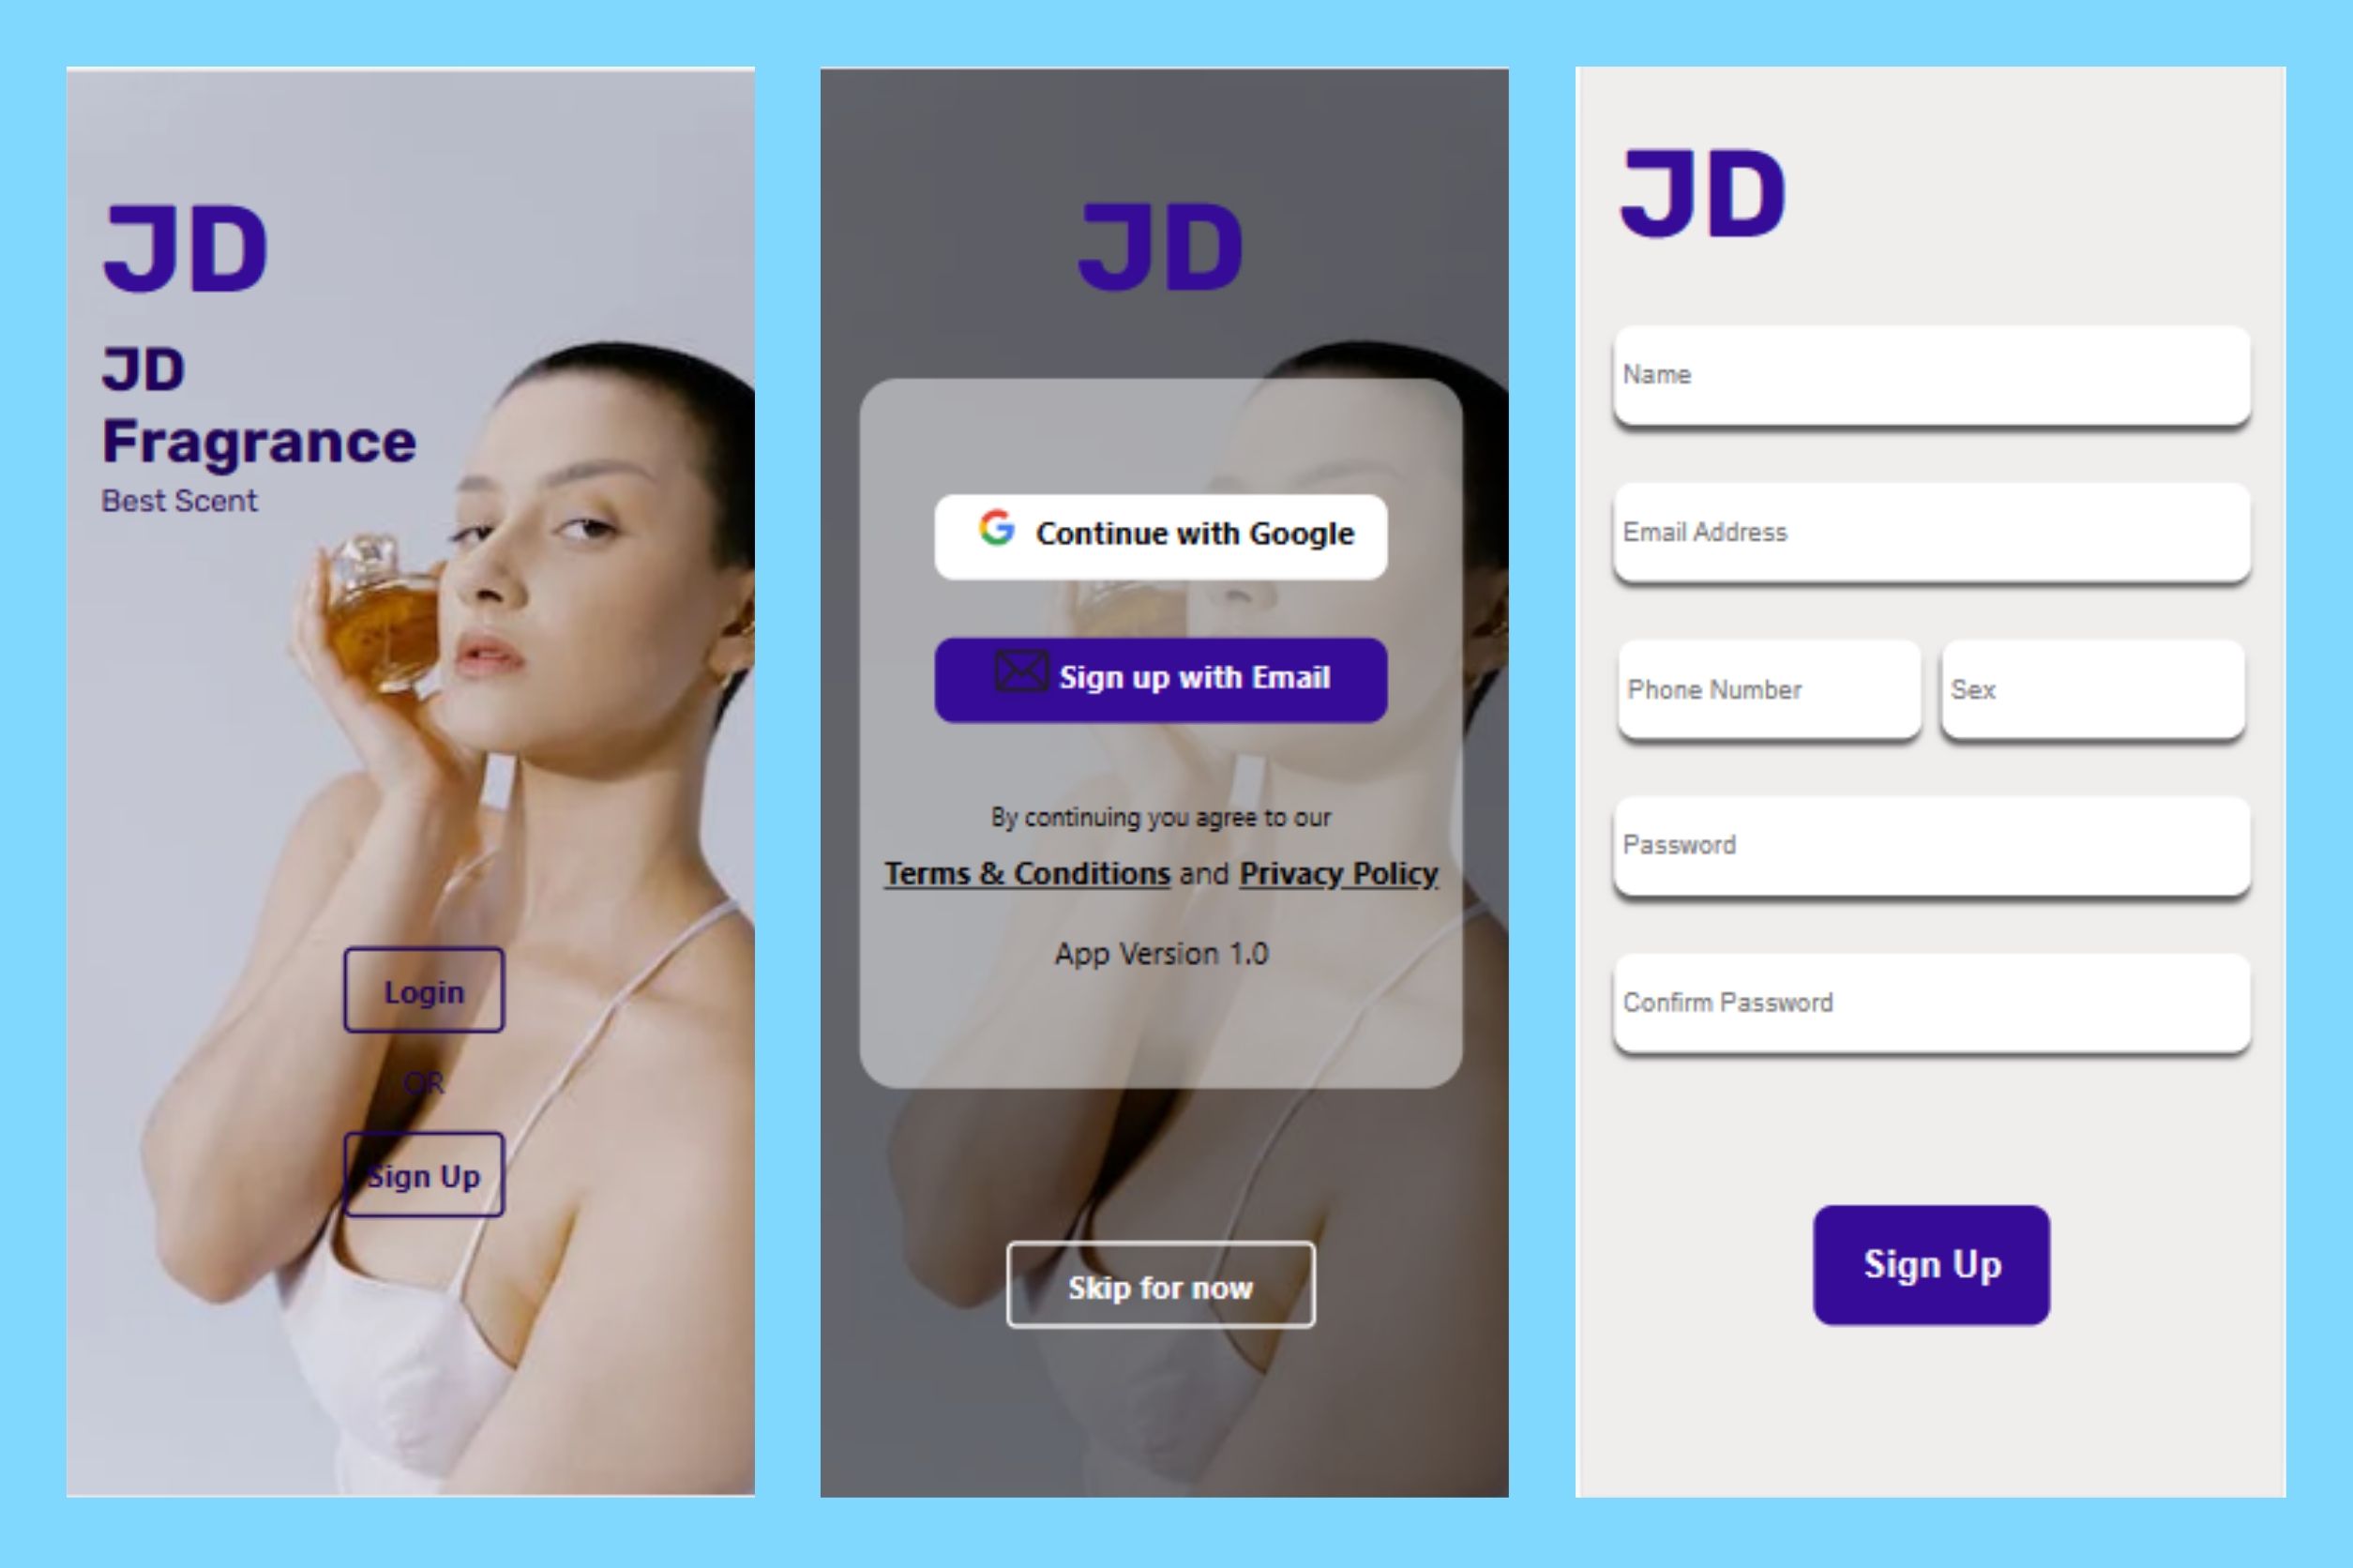 JD
JD
Fragrance
Best Scent
Login
OR
Sign Up
JD
Continue with Google
Sign up with Email
By continuing you agree to our
Terms & Conditions and Privacy Policy
App Version 1.0
Skip for now
JD
Name
Email Address
Phone Number Sex
Password
Confirm Password
Sign Up